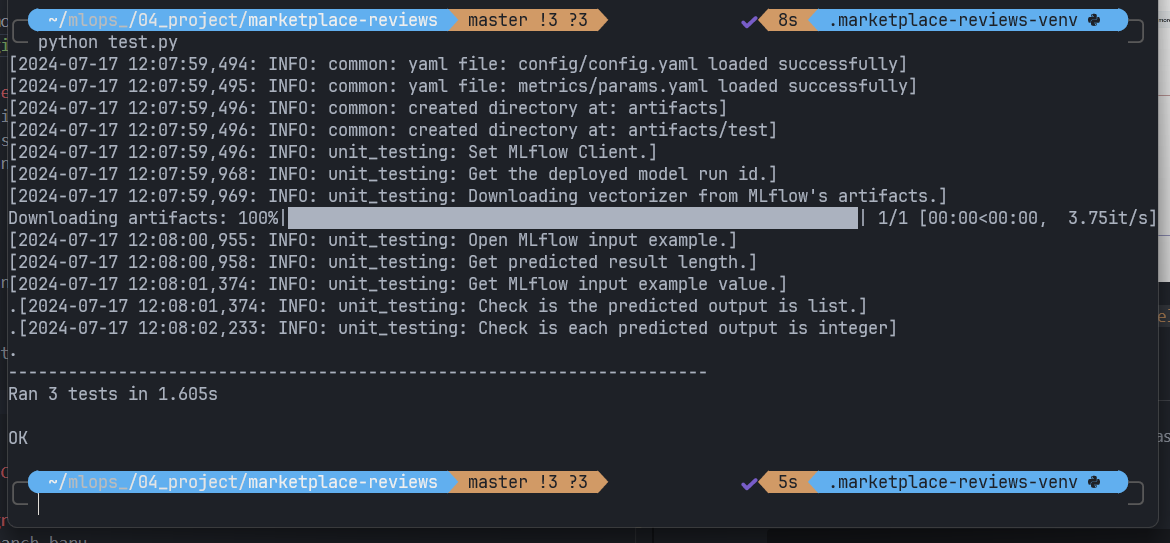 ~/mlops_/04_project/marketplace-reviews master !3 ?3 8s .marketplace-reviews-venv
python test.py
[2024-07-17 12:07:59,494: INFO: common: yaml file: config/config.yaml loaded successfully]
[2024-07-17 12:07:59,495: INFO: common: yaml file: metrics/params.yaml loaded successfully]
[2024-07-17 12:07:59,496: INFO: common: created directory at: artifacts]
[2024-07-17 12:07:59,496: INFO: common: created directory at: artifacts/test]
[2024-07-17 12:07:59,496: INFO: unit_testing: Set MLflow Client.]
[2024-07-17 12:07:59,968: INFO: unit_testing: Get the deployed model run id.]
[2024-07-17 12:07:59,969: INFO: unit_testing: Downloading vectorizer from MLflow's artifacts.]
Downloading artifacts: 100%| | 1/1 [00:00<00:00, 3.75it/s]
[2024-07-17 12:08:00,955: INFO: unit_testing: Open MLflow input example.]
[2024-07-17 12:08:00,958: INFO: unit_testing: Get predicted result length.]
[2024-07-17 12:08:01,374: INFO: unit_testing: Get MLflow input example value.]
.[2024-07-17 12:08:01,374: INFO: unit_testing: Check is the predicted output is list.]
.[2024-07-17 12:08:02,233: INFO: unit_testing: Check is each predicted output is integer]
.
----------------------------------------------------------------------
Ran 3 tests in 1.605s
OK
~/mlops_/04_project/marketplace-reviews master !3 ?3 5s .marketplace-reviews-venv